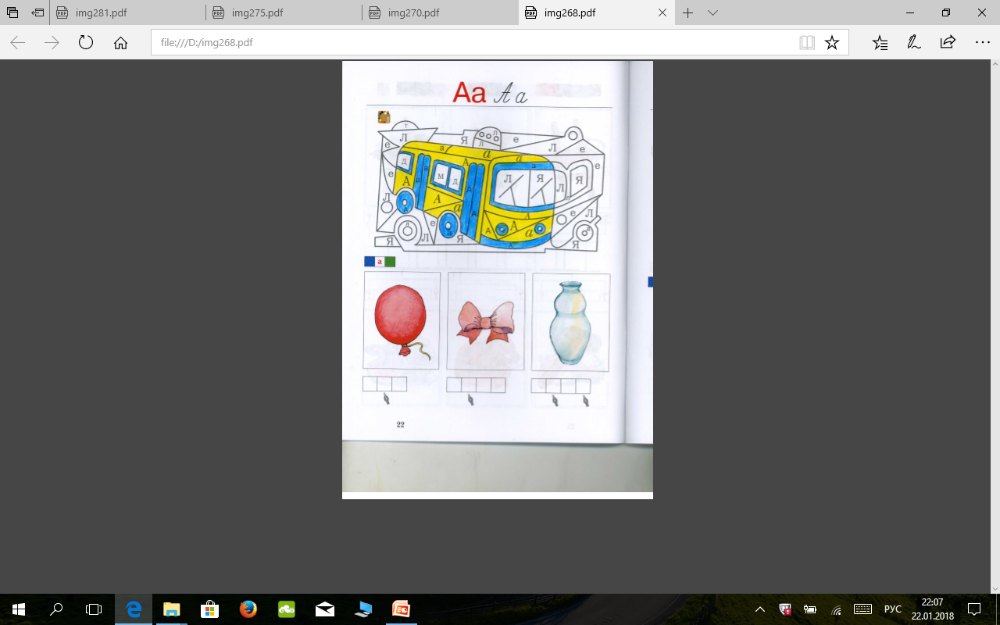 img281.pdf
img275.pdf
img270.pdf
img268.pdf
file:///D:/img268.pdf
Аа Аа
т
Л
Я
л
л
е
Л
е
е
а
а
а
А
д
а
а
е
А
м
д
А
А
а
А
Л
Я
Л
л
Я
е
А
е
Л
Л
А
л
Л
е
а
Я
А
А
а
А
Я
л
Я
а
22
РУС
22:07
22.01.2018